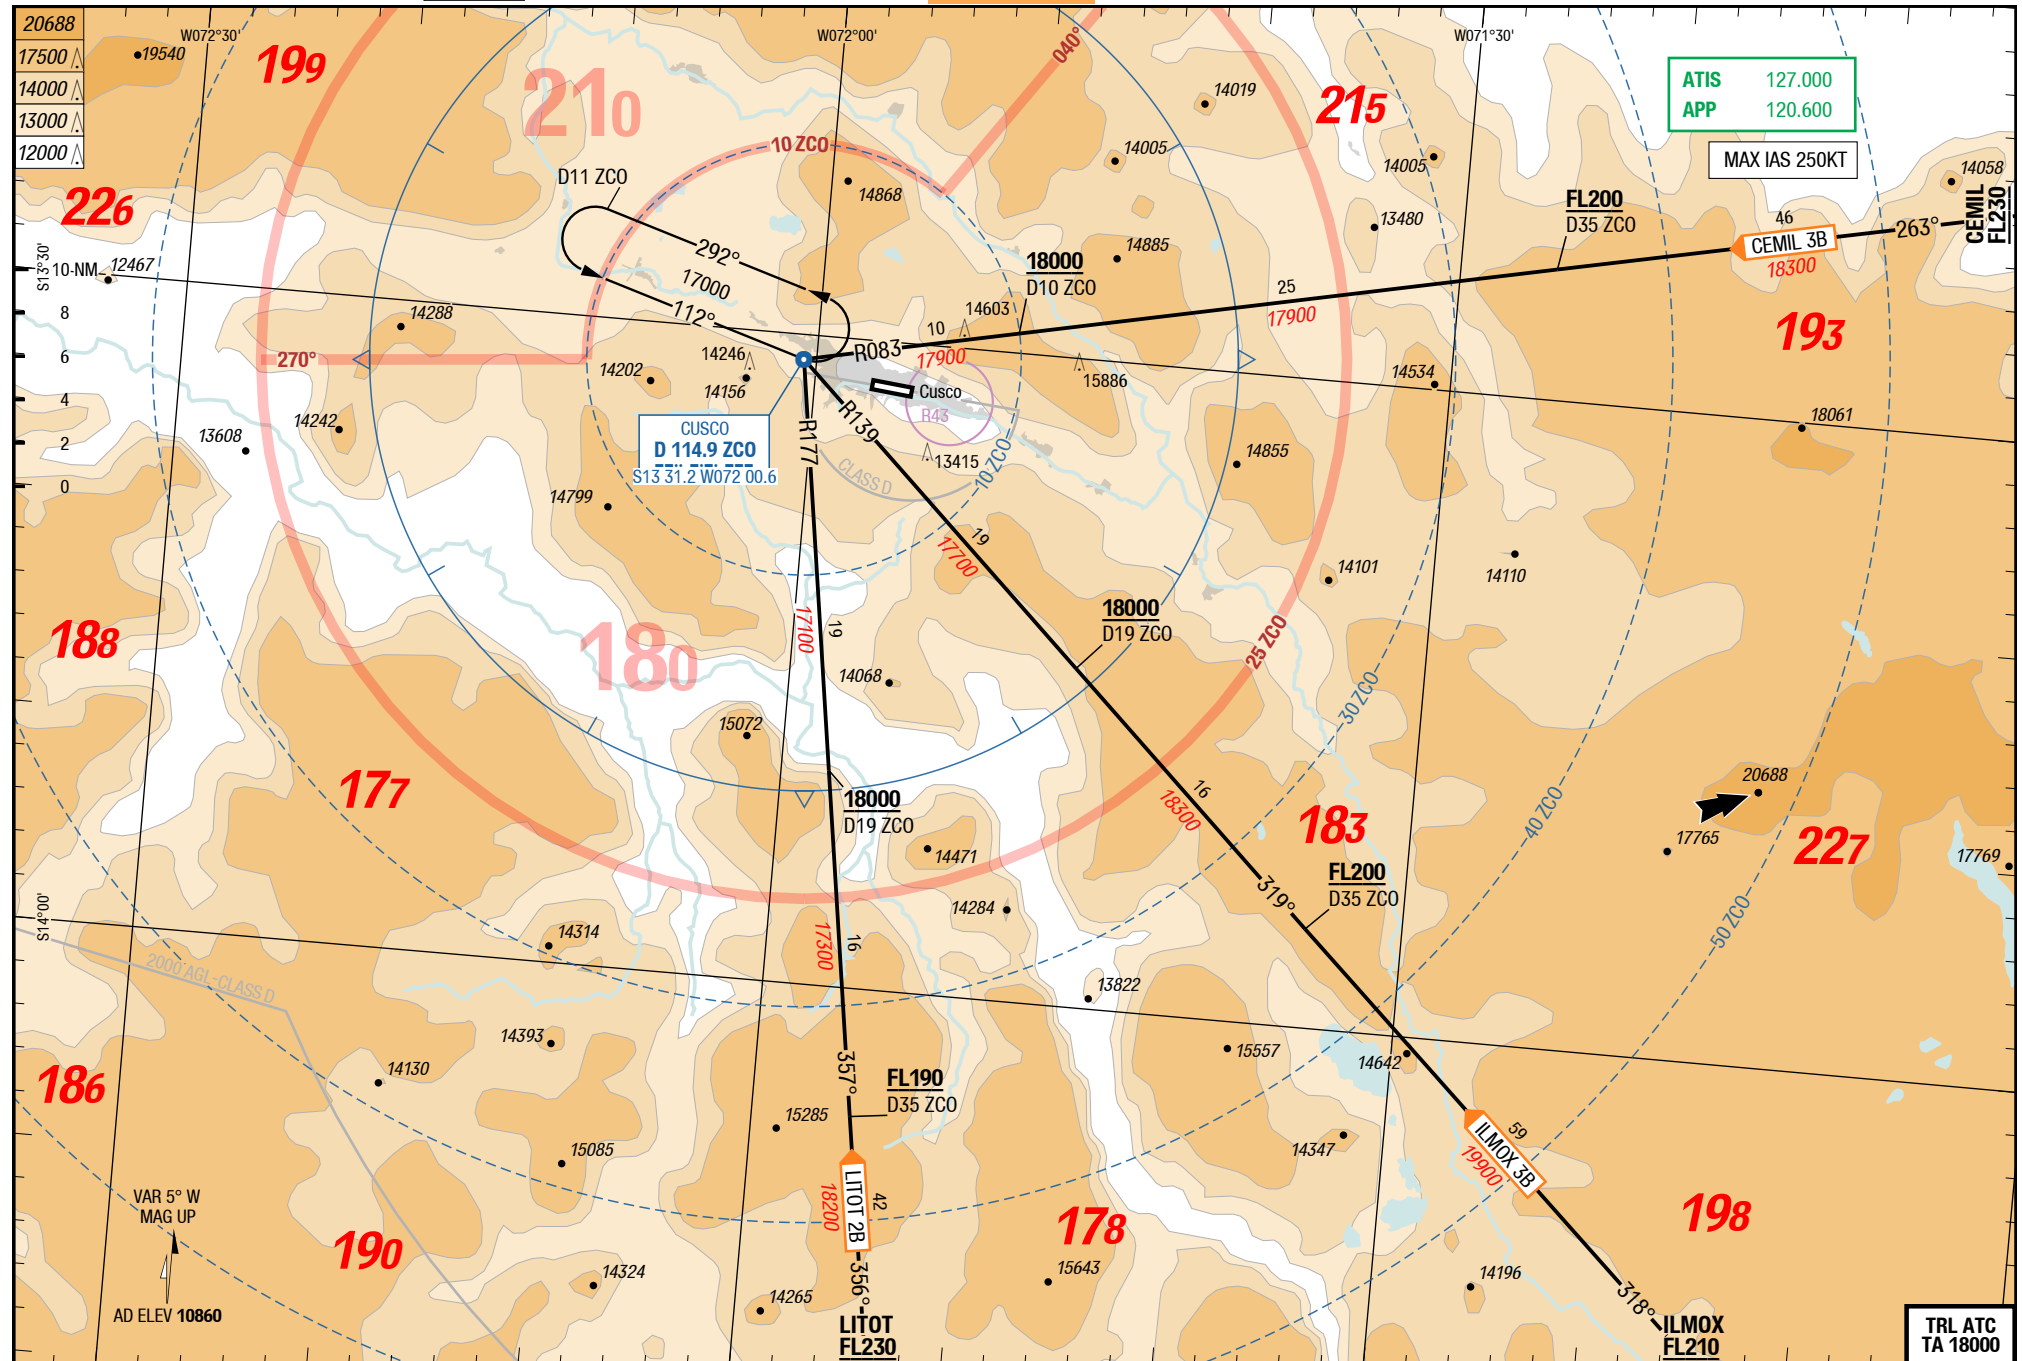 20688
17500
14000
13000
12000
W072°30'
W072°00'
W071°30'
19540
199
210
040°
215
14019
ATIS 127.000
APP 120.600
MAX IAS 250KT
10 ZCO
14005
14005
D11 ZCO
14868
14058
CEMIL
FL230
226
FL200
D35 ZCO
46
263°
CEMIL 3B
18300
13480
14885
292°
17000
112°
18000
D10 ZCO
S13°30'
10-NM
12467
8
6
4
2
0
14288
25
17900
14603
10
17900
R083
193
270°
14202
14246
14156
15886
14534
Cusco
R43
14242
13608
CUSCO
D 114.9 ZCO
S13 31.2 W072 00.6
R177
R139
CLASS D
13415
10 ZCO
14855
18061
14799
19
17700
14101
14110
17100
19
18000
D19 ZCO
188
180
14068
25 ZCO
30 ZCO
15072
177
18000
D19 ZCO
16
18300
183
40 ZCO
20688
17765
227
17769
14471
FL200
D35 ZCO
319°
S14°00'
14284
50 ZCO
14314
17300
16
2000 AGL-CLASS D
13822
14393
14130
15557
14642
186
357°
FL190
D35 ZCO
15285
15085
14347
59
ILMOX 3B
19900
VAR 5° W
MAG UP
LITOT 2B
42
18200
178
198
190
AD ELEV 10860
14324
14265
356°
15643
14196
318°
LITOT
FL230
ILMOX
FL210
TRL ATC
TA 18000